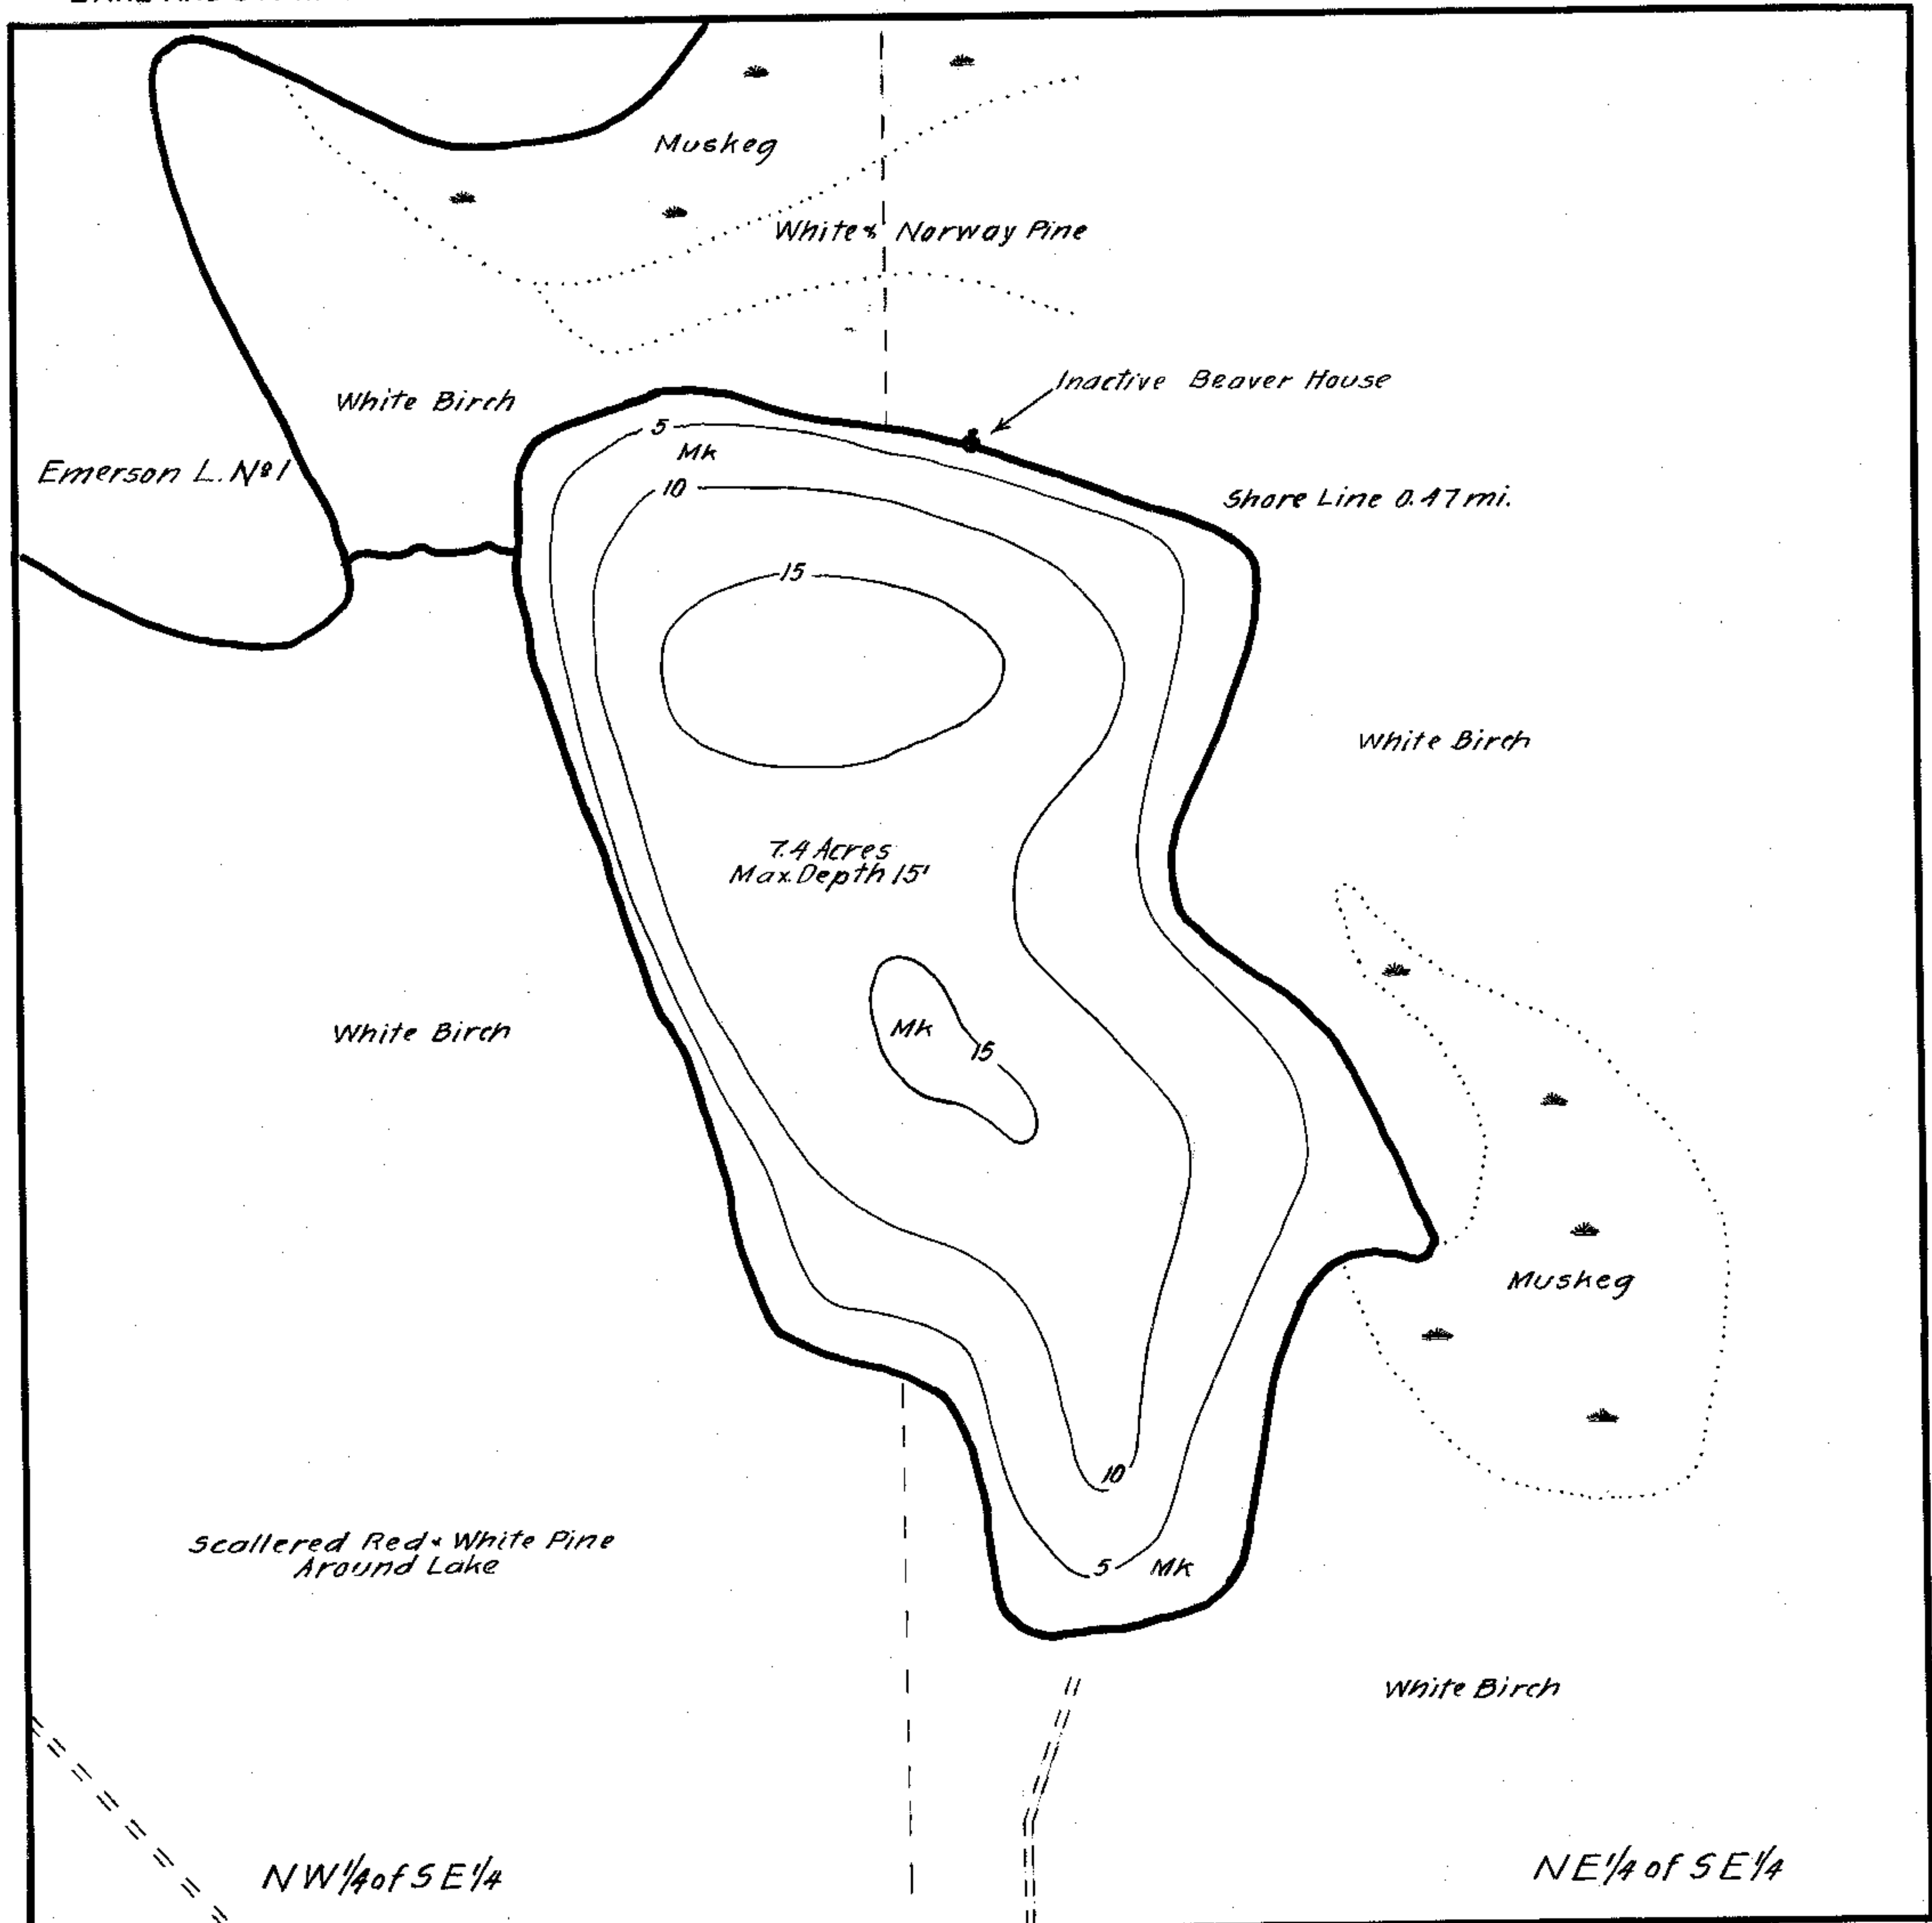 Muskeg
White & Norway Pine
Inactive Beaver House
White Birch
5
Mk
Emerson L. No 1
10
Shore Line 0.47 mi.
15
White Birch
7.4 Acres
Max. Depth 15'
White Birch
Mk
15
Muskeg
10
Scattered Red & White Pine
Around Lake
5
Mk
White Birch
NW 1/4 of SE 1/4
NE 1/4 of SE 1/4